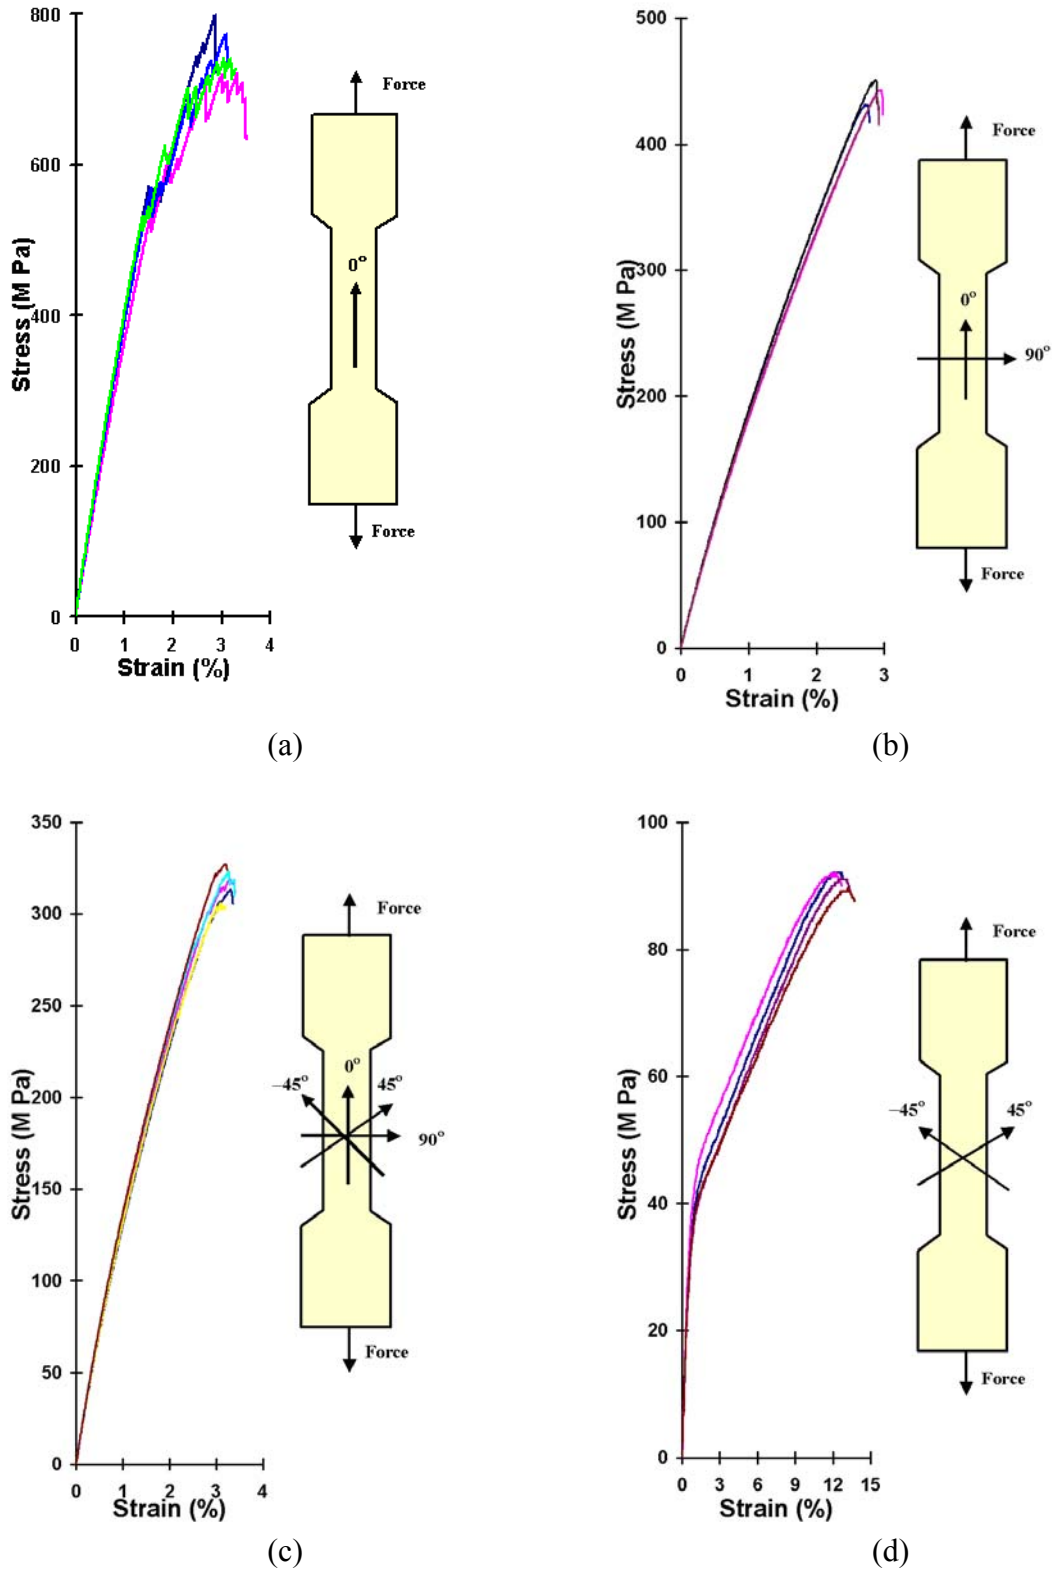 800
600
400
200
0
0 1 2 3 4
Stress (M Pa)
Strain (%)
Force
0°
Force
(a)
500
400
300
200
100
0
0 1 2 3
Stress (M Pa)
Strain (%)
Force
0°
90°
Force
(b)
350
300
250
200
150
100
50
0
0 1 2 3 4
Stress (M Pa)
Strain (%)
Force
–45° 0° 45°
90°
Force
(c)
100
80
60
40
20
0
0 3 6 9 12 15
Stress (M Pa)
Strain (%)
Force
–45° 45°
Force
(d)